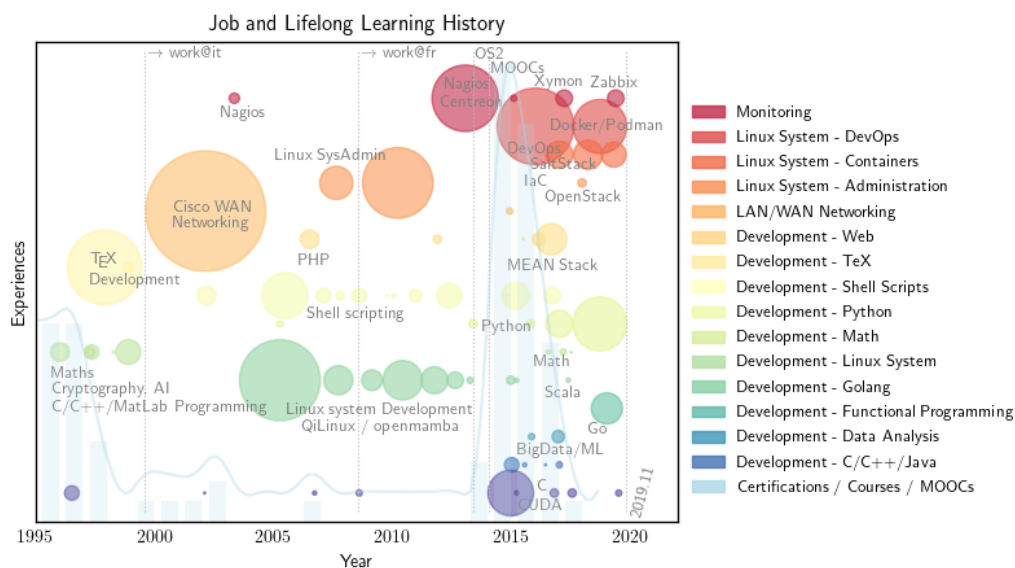 Job and Lifelong Learning History
→ work@it
→ work@fr
OS2
MOOCs
Xymon
Zabbix
Nagios
Centreon
Nagios
Docker/Podman
DevOps
SaltStack
IaC
OpenStack
Linux SysAdmin
Cisco WAN
Networking
TEX
Development
PHP
MEAN Stack
Shell scripting
Python
Math
Maths
Cryptography, AI
C/C++/MatLab Programming
Scala
Linux system Development
QiLinux / openmamba
Go
BigData/ML
C
CUDA
2019.11
Experiences
1995
2000
2005
2010
2015
2020
Year
Monitoring
Linux System - DevOps
Linux System - Containers
Linux System - Administration
LAN/WAN Networking
Development - Web
Development - TeX
Development - Shell Scripts
Development - Python
Development - Math
Development - Linux System
Development - Golang
Development - Functional Programming
Development - Data Analysis
Development - C/C++/Java
Certifications / Courses / MOOCs